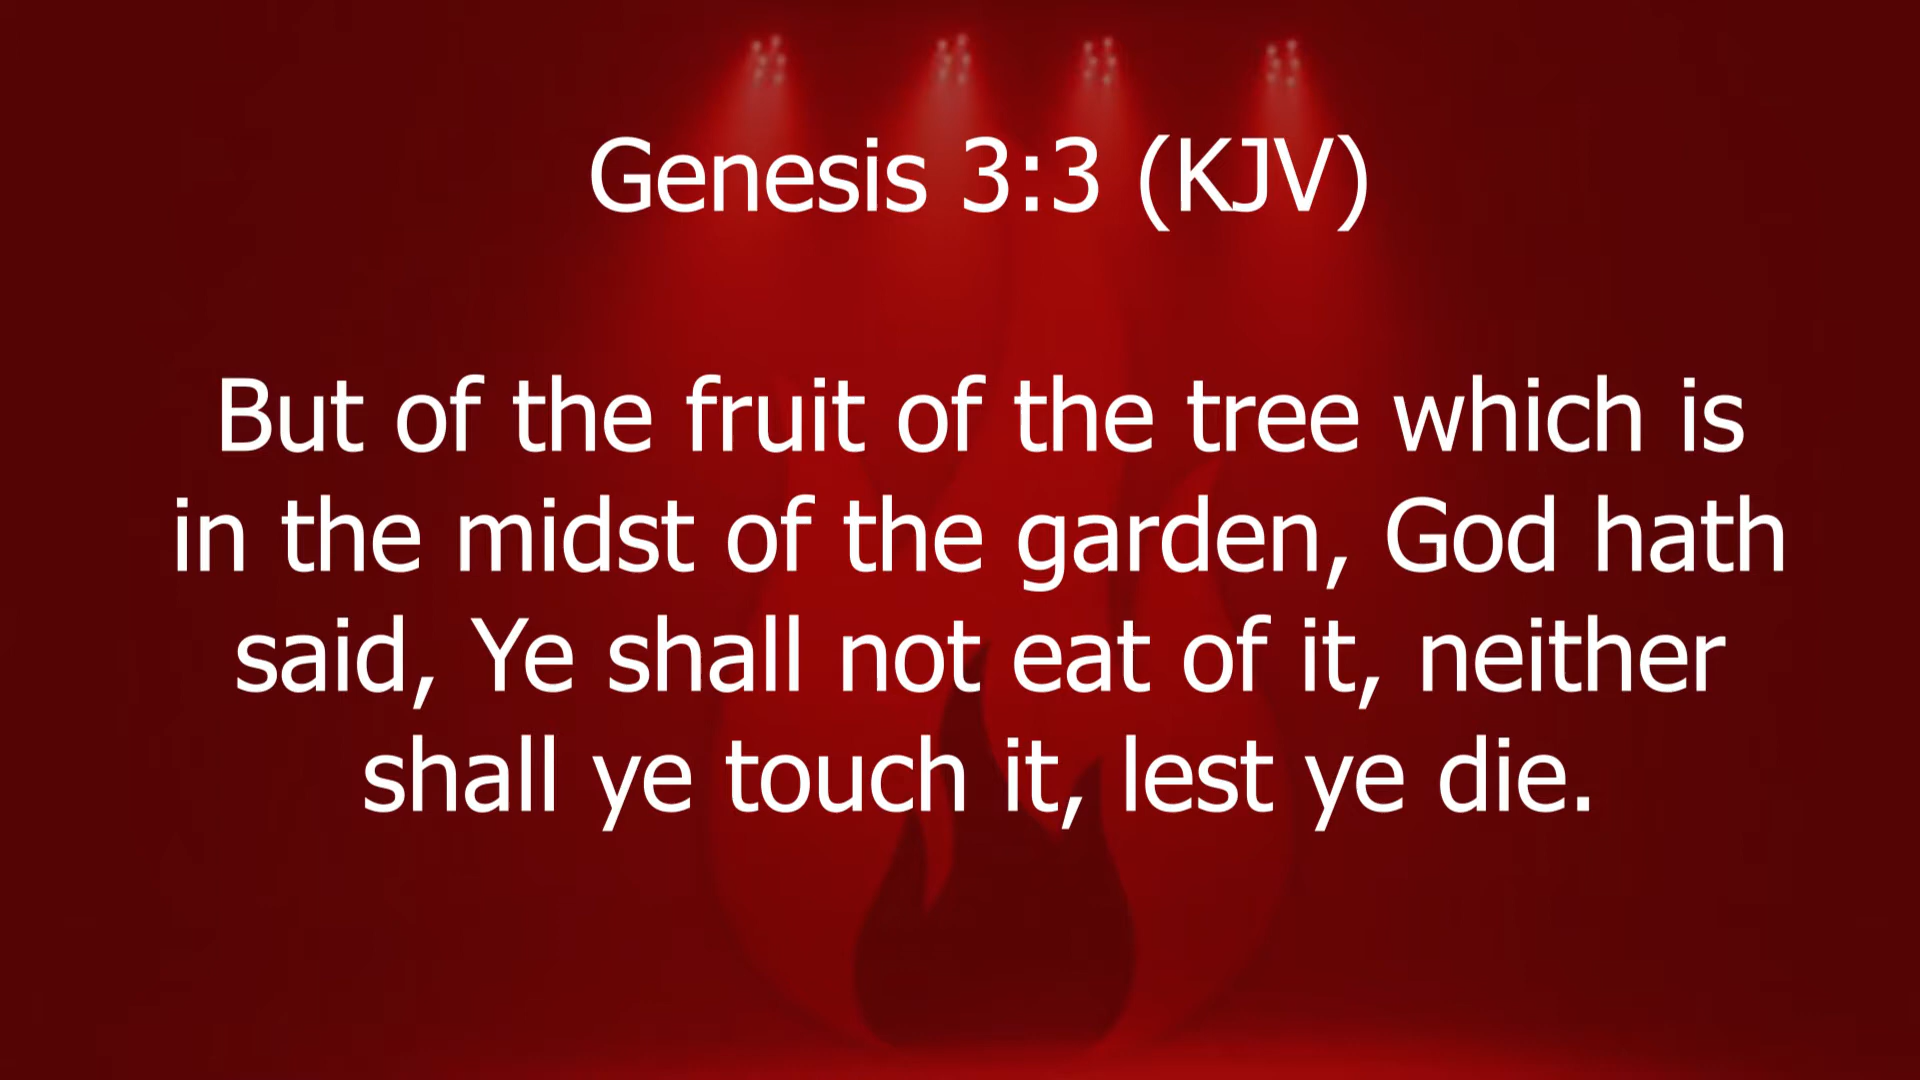 Genesis 3:3 (KJV)
But of the fruit of the tree which is
in the midst of the garden, God hath
said, Ye shall not eat of it, neither
shall ye touch it, lest ye die.